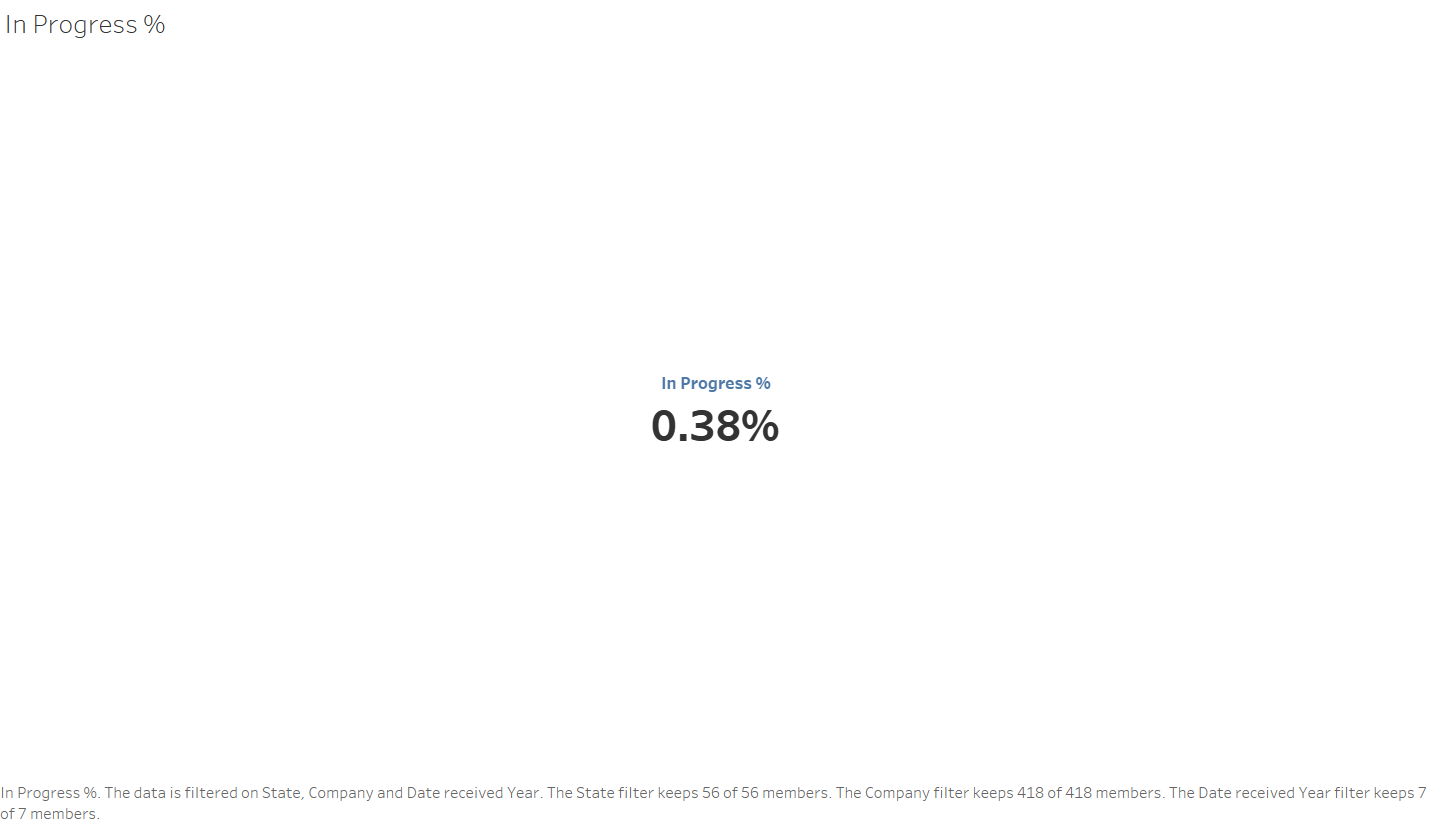 In Progress %
In Progress %
0.38%
In Progress %. The data is filtered on State, Company and Date received Year. The State filter keeps 56 of 56 members. The Company filter keeps 418 of 418 members. The Date received Year filter keeps 7
of 7 members.